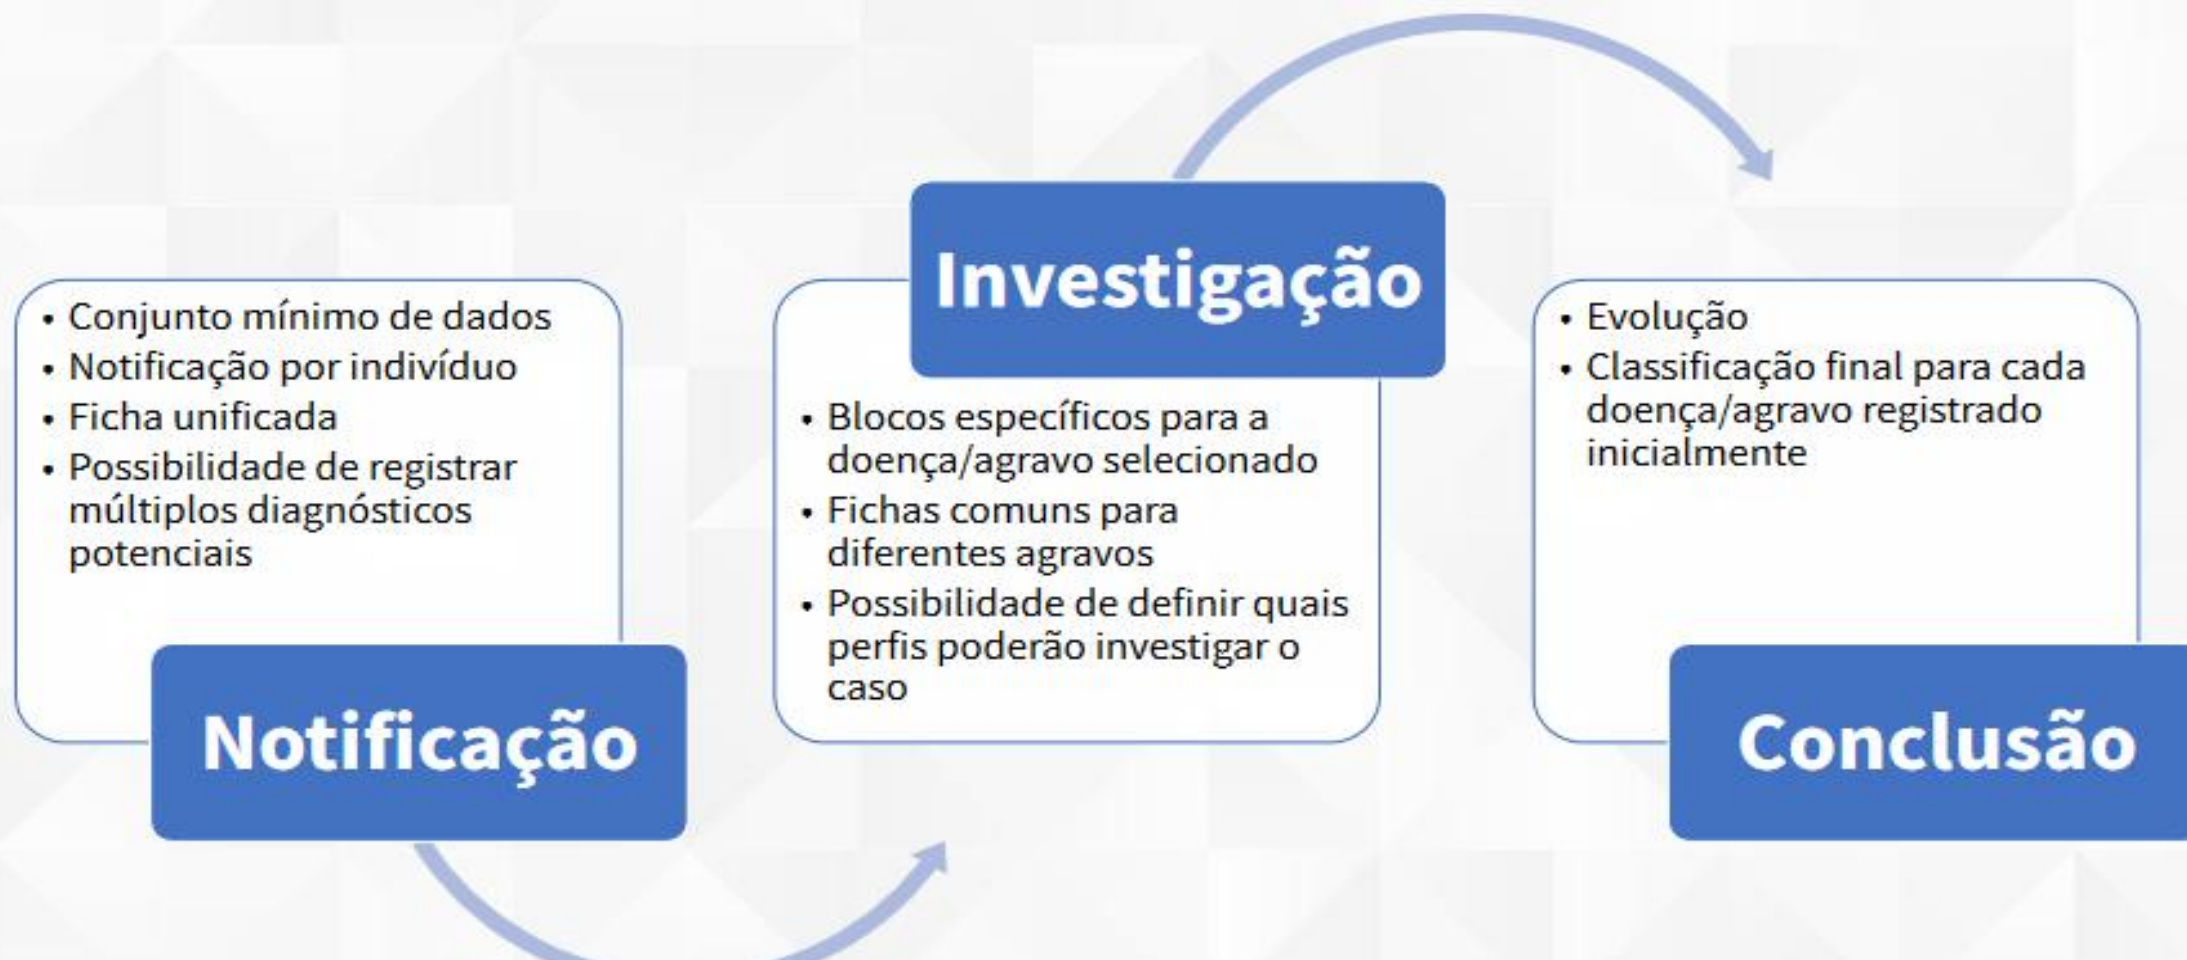 • Conjunto mínimo de dados
• Notificação por indivíduo
• Ficha unificada
• Possibilidade de registrar
múltiplos diagnósticos
potenciais
Notificação
Investigação
• Blocos específicos para a
doença/agravo selecionado
• Fichas comuns para
diferentes agravos
• Possibilidade de definir quais
perfis poderão investigar o
caso
• Evolução
• Classificação final para cada
doença/agravo registrado
inicialmente
Conclusão